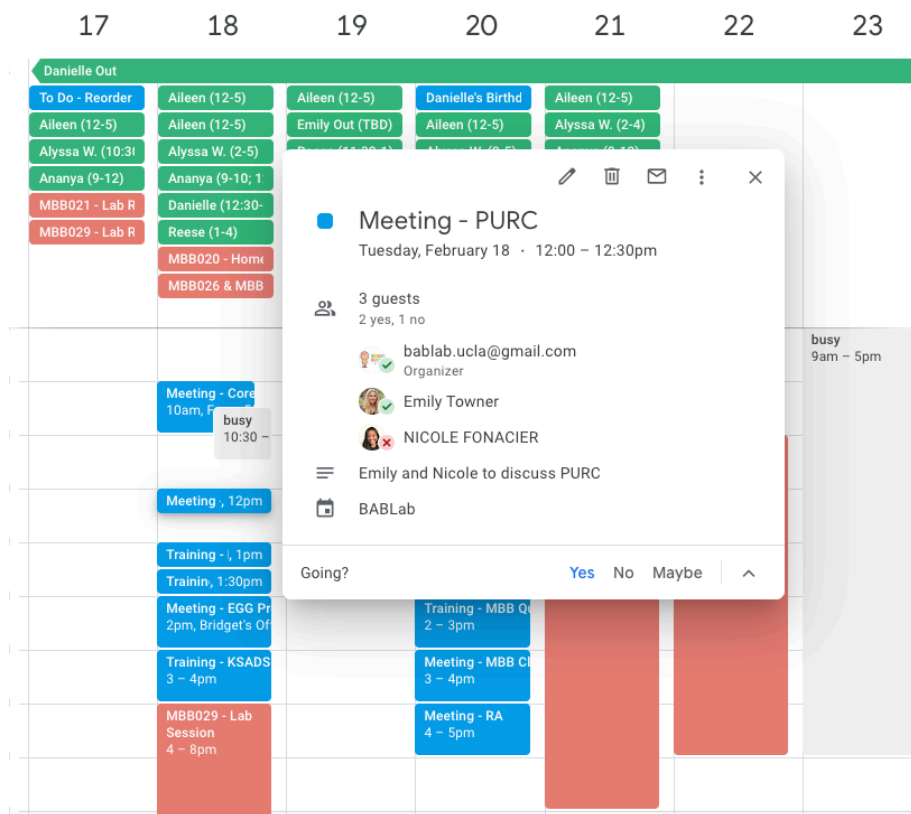 17 18 19 20 21 22 23
Danielle Out
To Do - Reorder
Aileen (12-5)
Alyssa W. (10:3
Ananya (9-12)
MBB021 - Lab R
MBB029 - Lab R
Aileen (12-5)
Aileen (12-5)
Alyssa W. (2-5)
Ananya (9-10; 1
Danielle (12:30-
Reese (1-4)
MBB020 - Home
MBB026 & MBB
Meeting - Core
10am,
busy
10:30 –
Meeting , 12pm
Training - , 1pm
Trainin, 1:30pm
Meeting - EGG Pr
2pm, Bridget's Of
Training - KSADS
3 – 4pm
MBB029 - Lab
Session
4 – 8pm
Aileen (12-5)
Emily Out (TBD)
Danielle's Birthd
Aileen (12-5)
Aileen (12-5)
Alyssa W. (2-4)
Meeting - PURC
Tuesday, February 18 · 12:00 – 12:30pm
3 guests
2 yes, 1 no
bablab.ucla@gmail.com
Organizer
Emily Towner
NICOLE FONACIER
Emily and Nicole to discuss PURC
BABLab
Going?
Yes No Maybe
Training - MBB Qu
2 – 3pm
Meeting - MBB Cl
3 – 4pm
Meeting - RA
4 – 5pm
busy
9am – 5pm